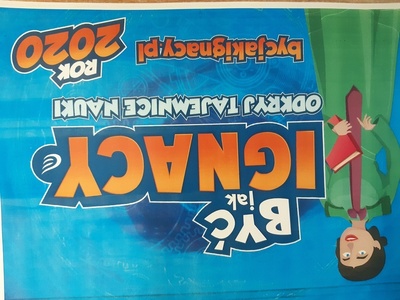 BYĆ
jak
IGNACY
ODKRYJ TAJEMNICE NAUKI
bycjakignacy.pl
ROK
2020